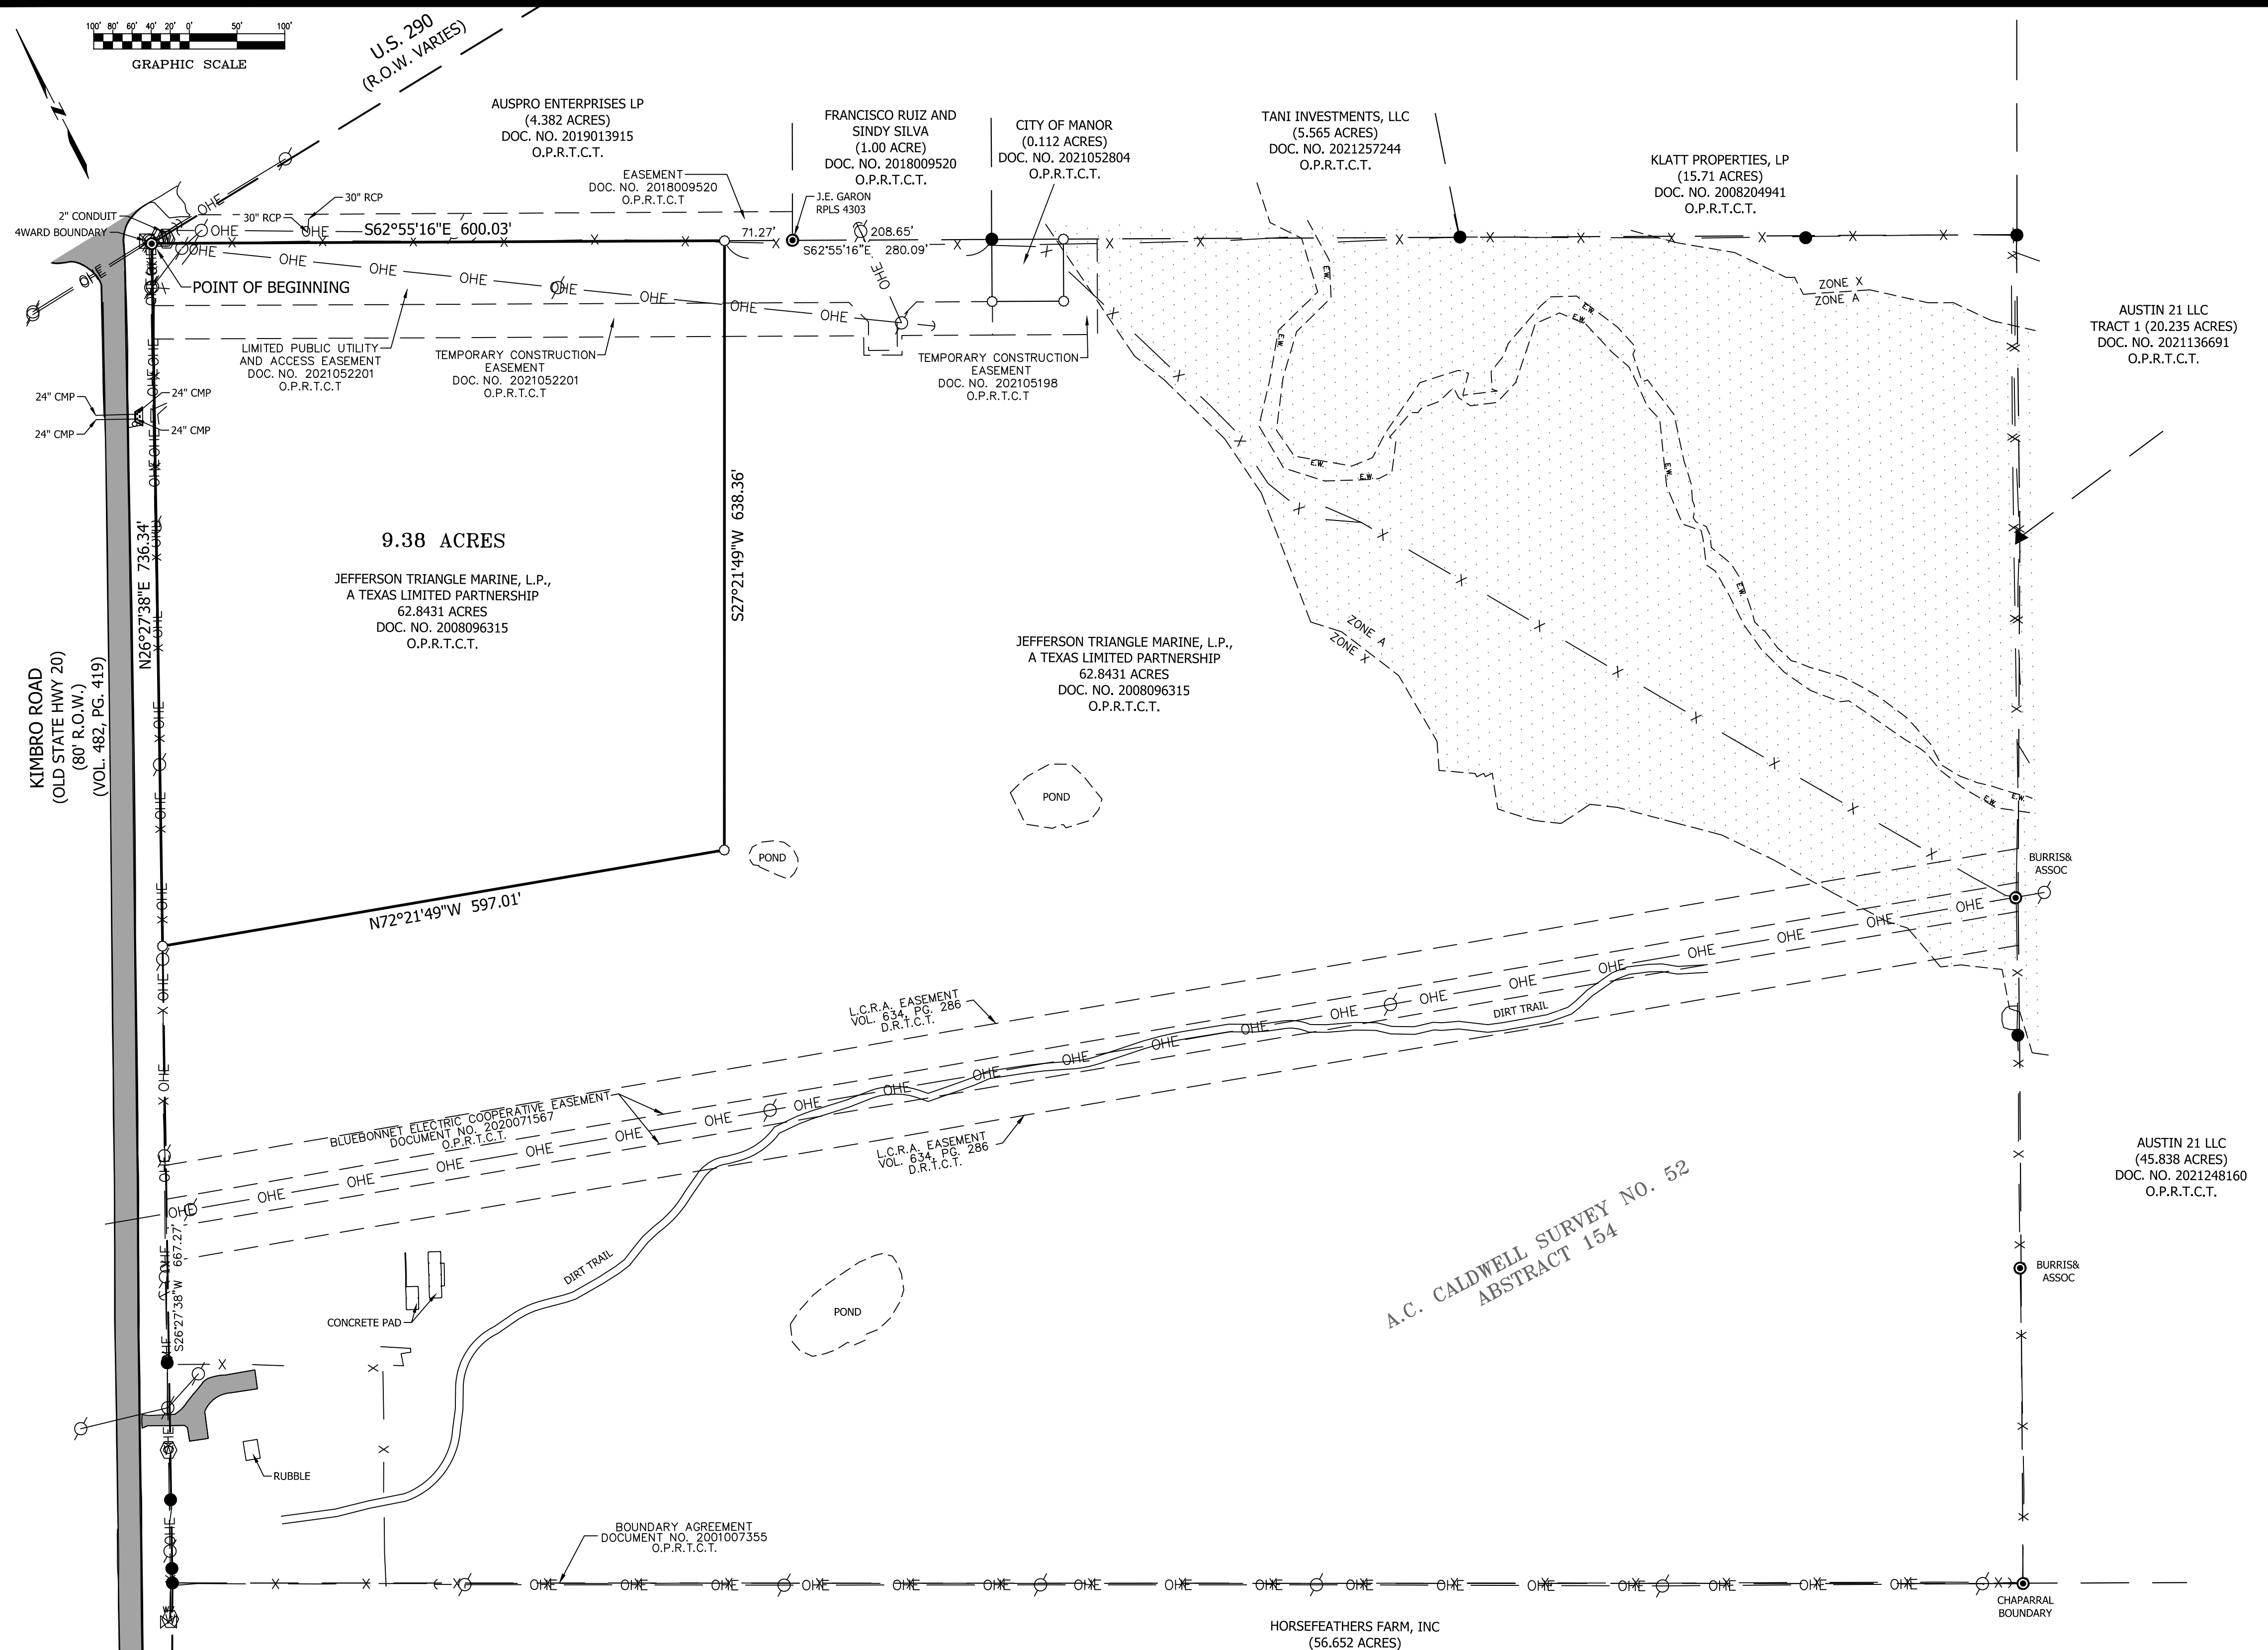 100' 80' 60' 40' 20' 0' 50' 100'
GRAPHIC SCALE
N
U.S. 290
(R.O.W. VARIES)
AUSPRO ENTERPRISES LP
(4.382 ACRES)
DOC. NO. 2019013915
O.P.R.T.C.T.
FRANCISCO RUIZ AND
SINDY SILVA
(1.00 ACRE)
DOC. NO. 2018009520
O.P.R.T.C.T.
CITY OF MANOR
(0.112 ACRES)
DOC. NO. 2021052804
O.P.R.T.C.T.
TANI INVESTMENTS, LLC
(5.565 ACRES)
DOC. NO. 2021257244
O.P.R.T.C.T.
KLATT PROPERTIES, LP
(15.71 ACRES)
DOC. NO. 2008204941
O.P.R.T.C.T.
EASEMENT
DOC. NO. 2018009520
O.P.R.T.C.T
J.E. GARON
RPLS 4303
2" CONDUIT
4WARD BOUNDARY
30" RCP
30" RCP
S62°55'16"E 600.03'
71.27'
208.65'
S62°55'16"E 280.09'
POINT OF BEGINNING
OHE
LIMITED PUBLIC UTILITY
AND ACCESS EASEMENT
DOC. NO. 2021052201
O.P.R.T.C.T
TEMPORARY CONSTRUCTION
EASEMENT
DOC. NO. 2021052201
O.P.R.T.C.T
TEMPORARY CONSTRUCTION
EASEMENT
DOC. NO. 202105198
O.P.R.T.C.T
ZONE X
ZONE A
E.W.
AUSTIN 21 LLC
TRACT 1 (20.235 ACRES)
DOC. NO. 2021136691
O.P.R.T.C.T.
24" CMP
24" CMP
24" CMP
24" CMP
N26°27'38"E 736.34'
9.38 ACRES
JEFFERSON TRIANGLE MARINE, L.P.,
A TEXAS LIMITED PARTNERSHIP
62.8431 ACRES
DOC. NO. 2008096315
O.P.R.T.C.T.
S27°21'49"W 638.36'
JEFFERSON TRIANGLE MARINE, L.P.,
A TEXAS LIMITED PARTNERSHIP
62.8431 ACRES
DOC. NO. 2008096315
O.P.R.T.C.T.
ZONE A
ZONE X
KIMBRO ROAD
(OLD STATE HWY 20)
(80' R.O.W.)
(VOL. 482, PG. 419)
POND
POND
N72°21'49"W 597.01'
BURRIS&
ASSOC
L.C.R.A. EASEMENT
VOL. 634, PG. 286
D.R.T.C.T.
DIRT TRAIL
BLUEBONNET ELECTRIC COOPERATIVE EASEMENT
DOCUMENT NO. 2020071567
O.P.R.T.C.T.
L.C.R.A. EASEMENT
VOL. 634, PG. 286
D.R.T.C.T.
AUSTIN 21 LLC
(45.838 ACRES)
DOC. NO. 2021248160
O.P.R.T.C.T.
A.C. CALDWELL SURVEY NO. 52
ABSTRACT 154
S26°27'38"W 667.27'
DIRT TRAIL
CONCRETE PAD
POND
BURRIS&
ASSOC
RUBBLE
BOUNDARY AGREEMENT
DOCUMENT NO. 2001007355
O.P.R.T.C.T.
CHAPARRAL
BOUNDARY
HORSEFEATHERS FARM, INC
(56.652 ACRES)